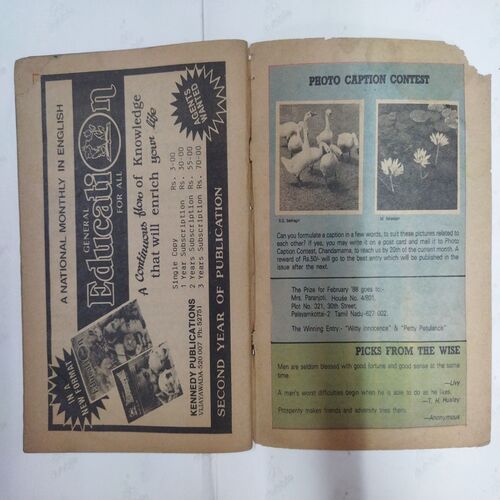 A NATIONAL MONTHLY IN ENGLISH
GENERAL
Education
FOR ALL
A Continuous flow of Knowledge
that will enrich your life
AGENTS
WANTED
Single Copy Rs. 3-00
1 Year Subscription Rs. 30-00
2 Years Subscription Rs. 55-00
3 Years Subscription Rs. 70-00
NEW FORMAT
IN A
KENNEDY PUBLICATIONS
VIJAYAWADA 520 007 Ph: 52751
SECOND YEAR OF PUBLICATION
PHOTO CAPTION CONTEST
Can you formulate a caption in a few words, to suit these pictures related to
each other? If yes, you may write it on a post card and mail it to Photo
Caption Contest, Chandamama, to reach us by 20th of the current month. A
reward of Rs.50/- will go to the best entry which will be published in the
issue after the next.
The Prize for February '88 goes to:-
Mrs. Paranjoti, House No. 4/801,
Plot No. 321, 30th Street,
Palayamkottai-2 Tamil Nadu-627 002.
The Winning Entry:- "Witty Innocence" & "Petty Petulance"
PICKS FROM THE WISE
Men are seldom blessed with good fortune and good sense at the same
time.
—Livy
A man's worst difficulties begin when he is able to do as he likes.
—T. H. Huxley
Prosperity makes friends and adversity tries them.
—Anonymous